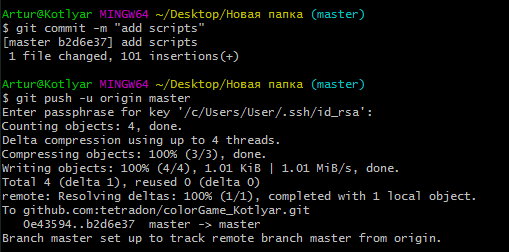 Artur@Kotlyar MINGW64 ~/Desktop/Новая папка (master)
$ git commit -m "add scripts"
[master b2d6e37] add scripts
 1 file changed, 101 insertions(+)

Artur@Kotlyar MINGW64 ~/Desktop/Новая папка (master)
$ git push -u origin master
Enter passphrase for key '/c/Users/User/.ssh/id_rsa':
Counting objects: 4, done.
Delta compression using up to 4 threads.
Compressing objects: 100% (3/3), done.
Writing objects: 100% (4/4), 1.01 KiB | 1.01 MiB/s, done.
Total 4 (delta 1), reused 0 (delta 0)
remote: Resolving deltas: 100% (1/1), completed with 1 local object.
To github.com:tetradon/colorGame_Kotlyar.git
   0e43594..b2d6e37  master -> master
Branch master set up to track remote branch master from origin.